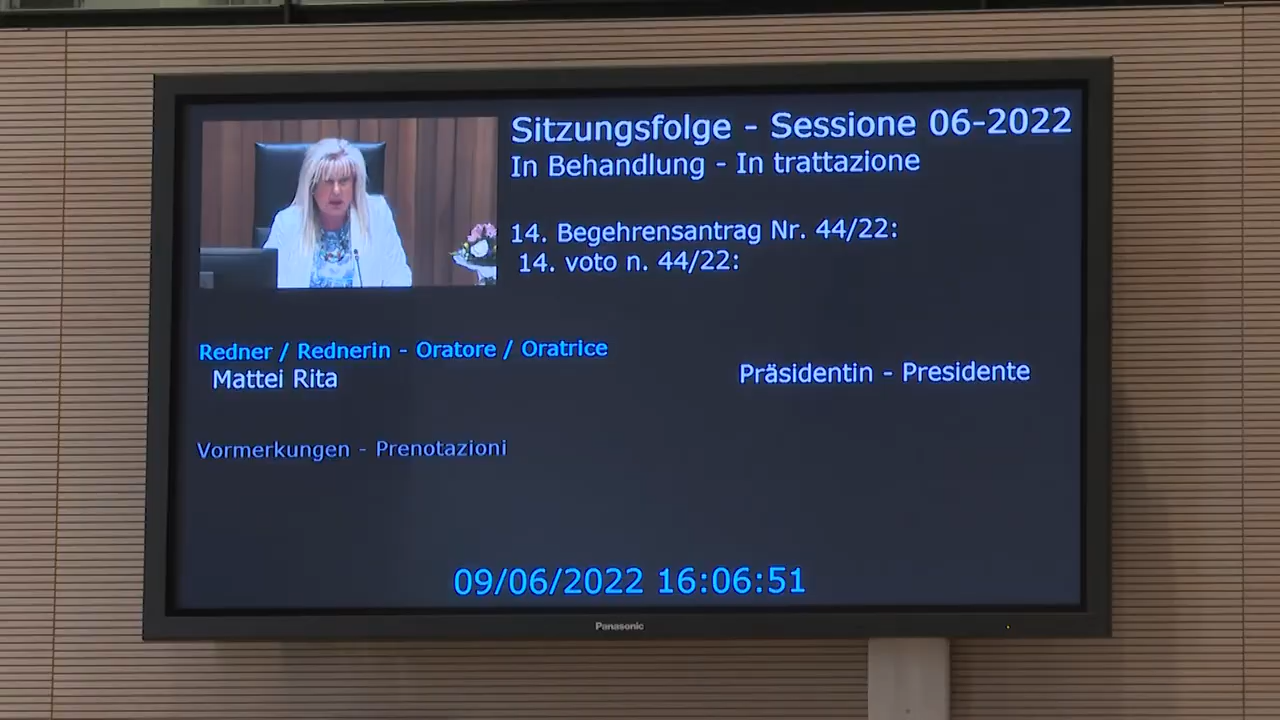 Sitzungsfolge - Sessione 06-2022
In Behandlung - In trattazione
14. Begehrensantrag Nr. 44/22:
14. voto n. 44/22:
Redner / Rednerin - Oratore / Oratrice
Mattei Rita
Präsidentin - Presidente
Vormerkungen - Prenotazioni
09/06/2022 16:06:51
Panasonic